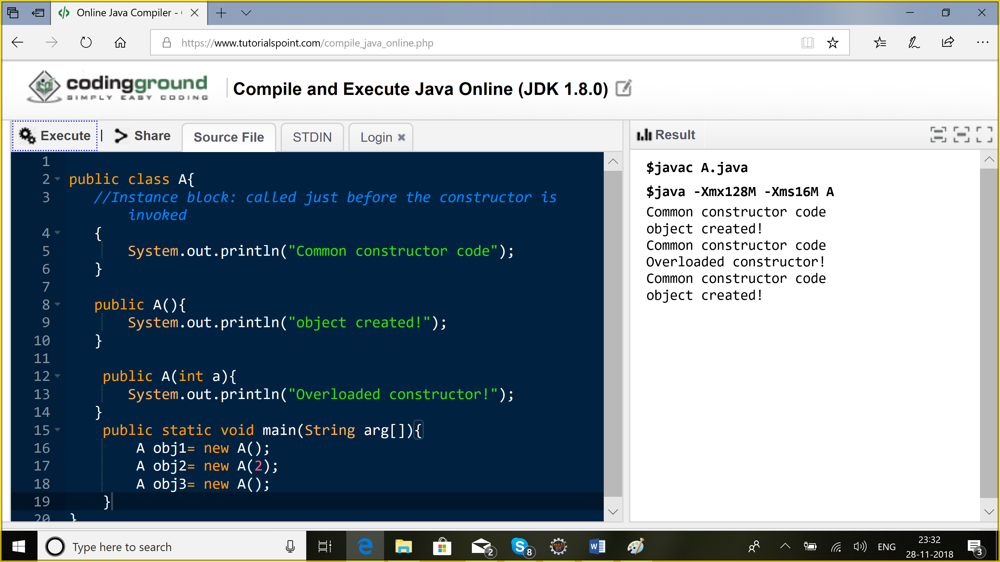 Online Java Compiler -
https://www.tutorialspoint.com/compile_java_online.php
codingground
SIMPLY EASY CODING
Compile and Execute Java Online (JDK 1.8.0)
Execute | Share Source File STDIN Login
Result
1
2 public class A{
3 //Instance block: called just before the constructor is
invoked
4 {
5 System.out.println("Common constructor code");
6 }
7
8 public A(){
9 System.out.println("object created!");
10 }
11
12 public A(int a){
13 System.out.println("Overloaded constructor!");
14 }
15 public static void main(String arg[]){
16 A obj1= new A();
17 A obj2= new A(2);
18 A obj3= new A();
19 }
20 }
$javac A.java
$java -Xmx128M -Xms16M A
Common constructor code
object created!
Common constructor code
Overloaded constructor!
Common constructor code
object created!
Type here to search
2
S 8
Java EE
IDE
W
ENG
23:32
28-11-2018
3